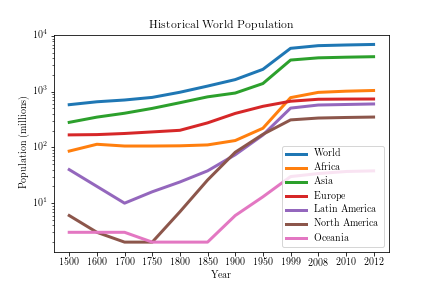 Historical World Population
Population (millions)
10^4
10^3
10^2
10^1
World
Africa
Asia
Europe
Latin America
North America
Oceania
1500 1600 1700 1750 1800 1850 1900 1950 1999 2008 2010 2012
Year